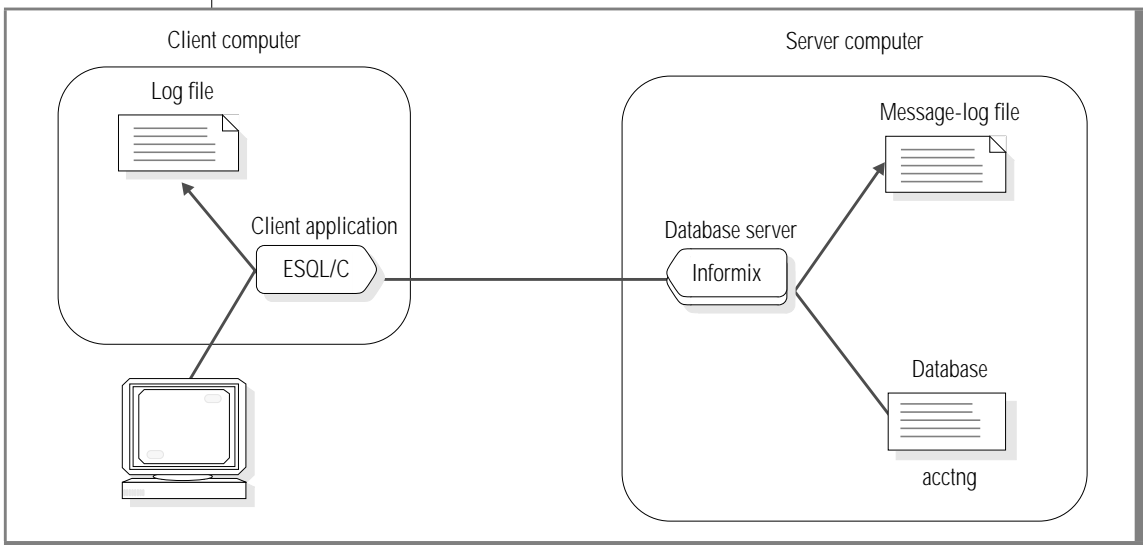 Client computer
Server computer
Log file
Message-log file
Client application
Database server
ESQL/C
Informix
Database
acctng